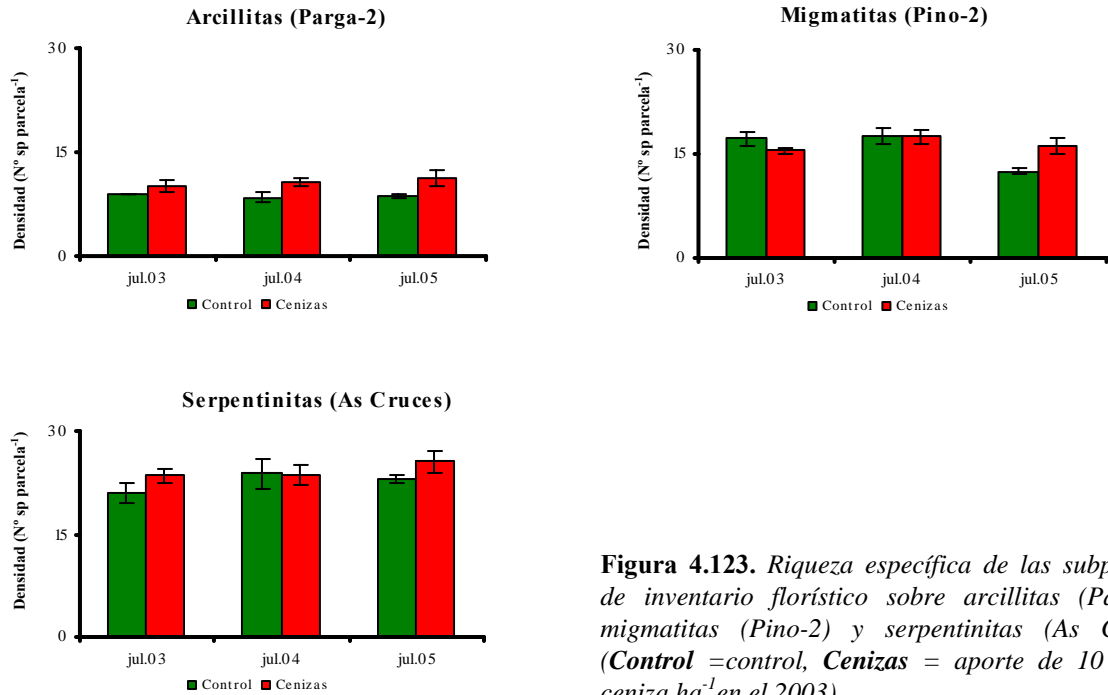 Arcillitas (Parga-2)
30
15
0
Densidad (Nº sp parcela-1)
jul.03 jul.04 jul.05
Control Cenizas
Migmatitas (Pino-2)
30
15
0
Densidad (Nº sp parcela-1)
jul.03 jul.04 jul.05
Control Cenizas
Serpentinitas (As Cruces)
30
15
0
Densidad (Nº sp parcela-1)
jul.03 jul.04 jul.05
Control Cenizas
Figura 4.123. Riqueza específica de las
de inventario florístico sobre arcillitas
migmatitas (Pino-2) y serpentinitas (As
(Control =control, Cenizas = aporte de 10
ceniza ha-1 en el 2003)